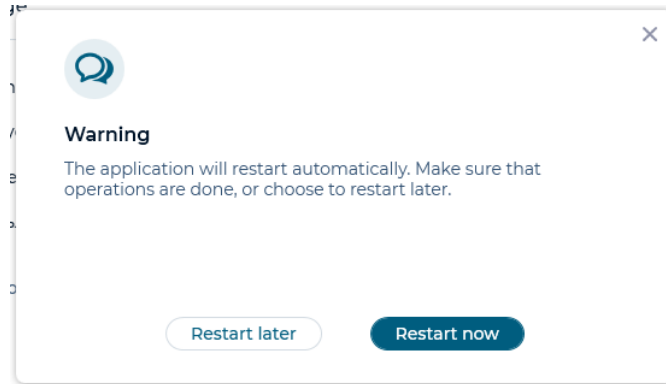 Warning
The application will restart automatically. Make sure that
operations are done, or choose to restart later.
Restart later
Restart now